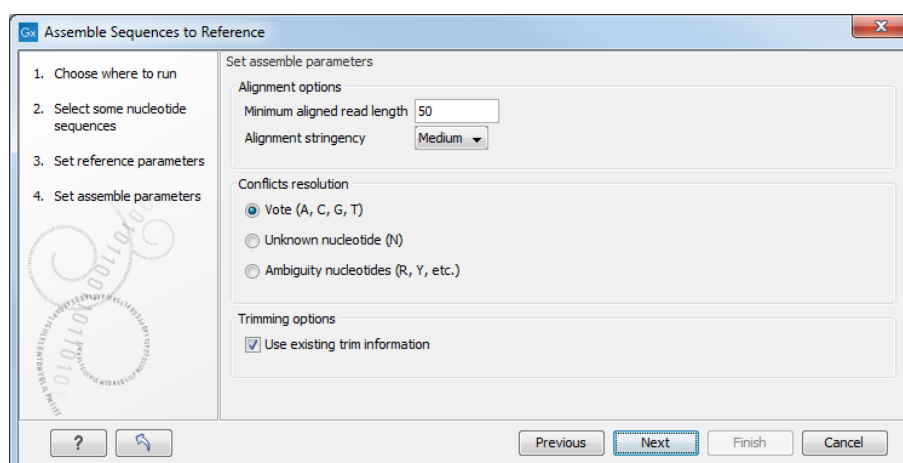 Gx Assemble Sequences to Reference
1. Choose where to run
2. Select some nucleotide
sequences
3. Set reference parameters
4. Set assemble parameters
Set assemble parameters
Alignment options
Minimum aligned read length 50
Alignment stringency Medium
Conflicts resolution
Vote (A, C, G, T)
Unknown nucleotide (N)
Ambiguity nucleotides (R, Y, etc.)
Trimming options
Use existing trim information
? Previous Next Finish Cancel